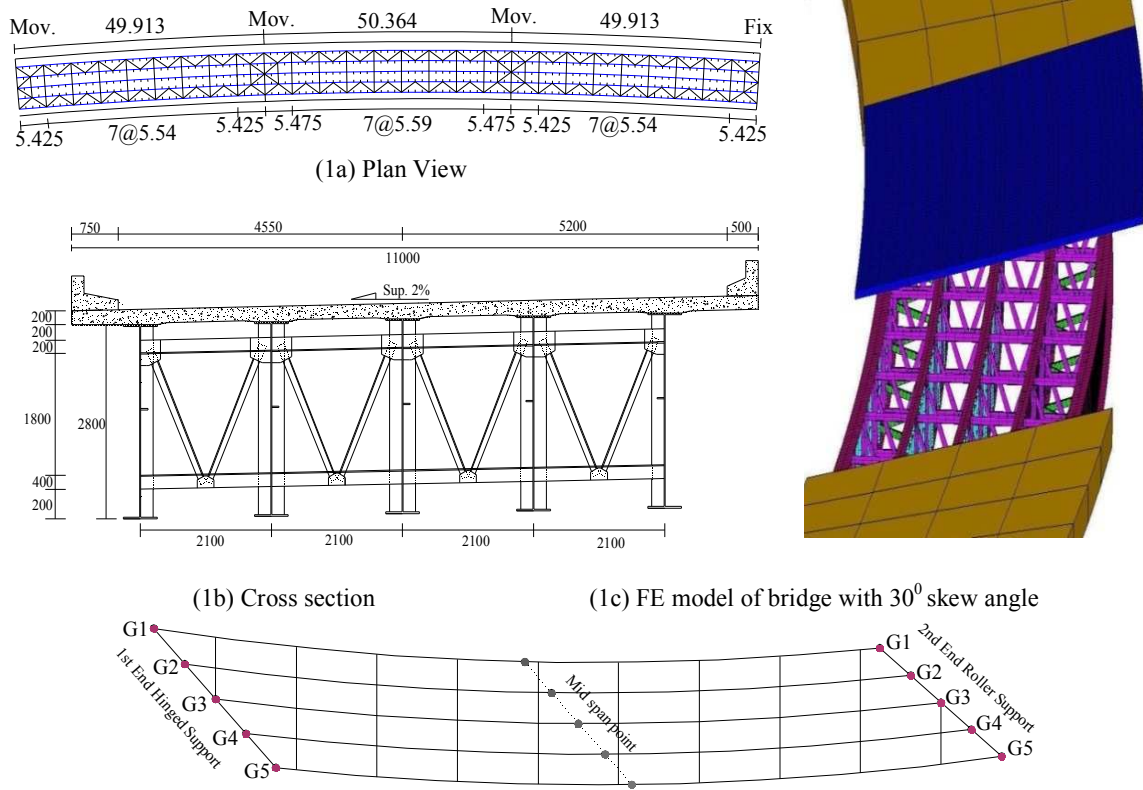 Mov. 49.913 Mov. 50.364 Mov. 49.913 Fix
5.425 7@5.54 5.425 5.475 7@5.59 5.475 5.425 7@5.54 5.425
(1a) Plan View
750 4550 5200 500
11000
Sup. 2%
200
200
200
1800
2800
400
200
2100 2100 2100 2100
(1b) Cross section
(1c) FE model of bridge with 30⁰ skew angle
G1
G2
G3
G4
G5
1st End Hinged Support
Mid span point
G1
G2
G3
G4
G5
2nd End Roller Support